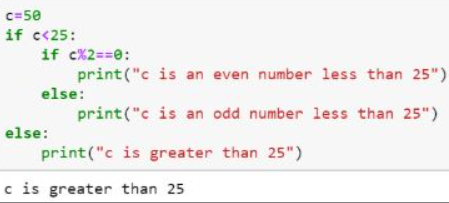 c=50
if c<25:
    if c%2==0:
        print("c is an even number less than 25")
    else:
        print("c is an odd number less than 25")
else:
    print("c is greater than 25")
c is greater than 25